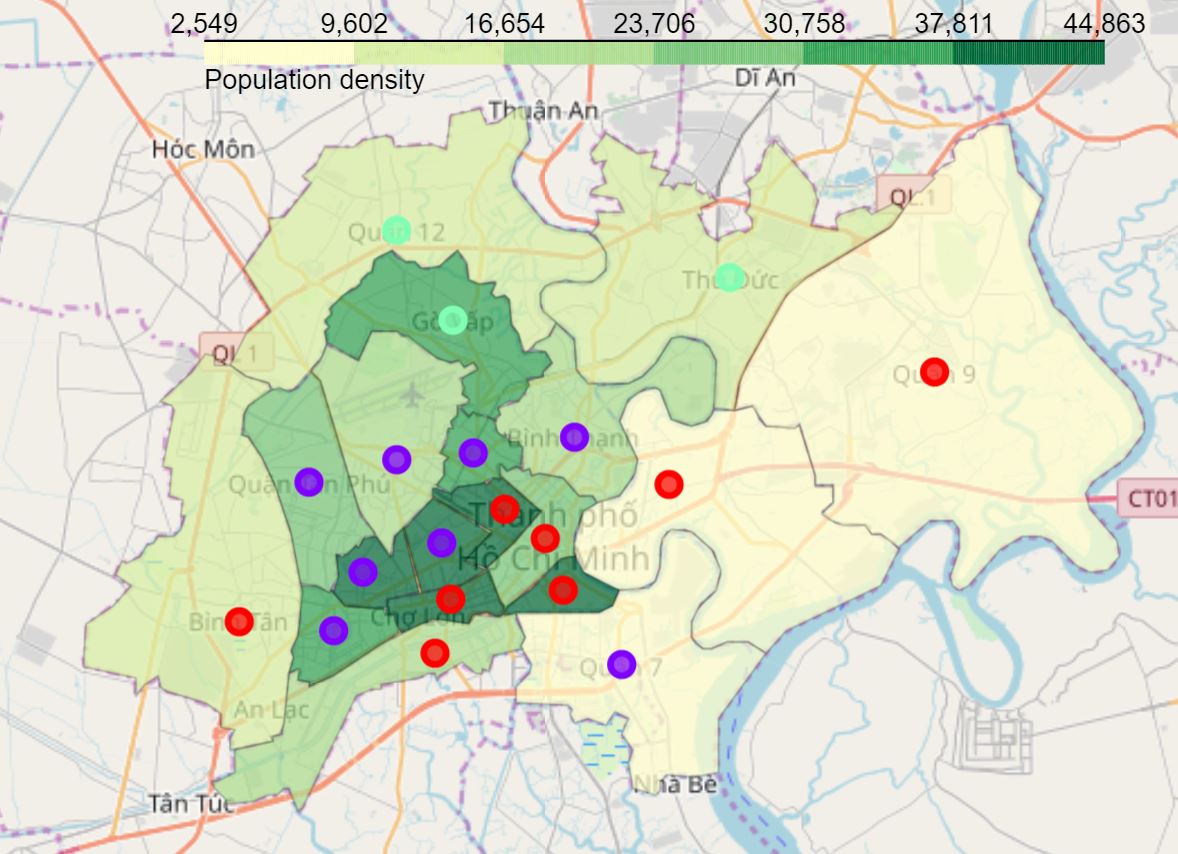 2,549 9,602 16,654 23,706 30,758 37,811 44,863
Population density
Dĩ An
Thuận An
Hóc Môn
QL 1
Quận 12
Thủ Đức
Gò Vấp
QL 1
Quận 9
Bình Thạnh
Quận Tân Phú
CT01
Thành phố
Hồ Chí Minh
Chợ Lớn
Bình Tân
Quận 7
An Lạc
Nhà Bè
Tân Túc